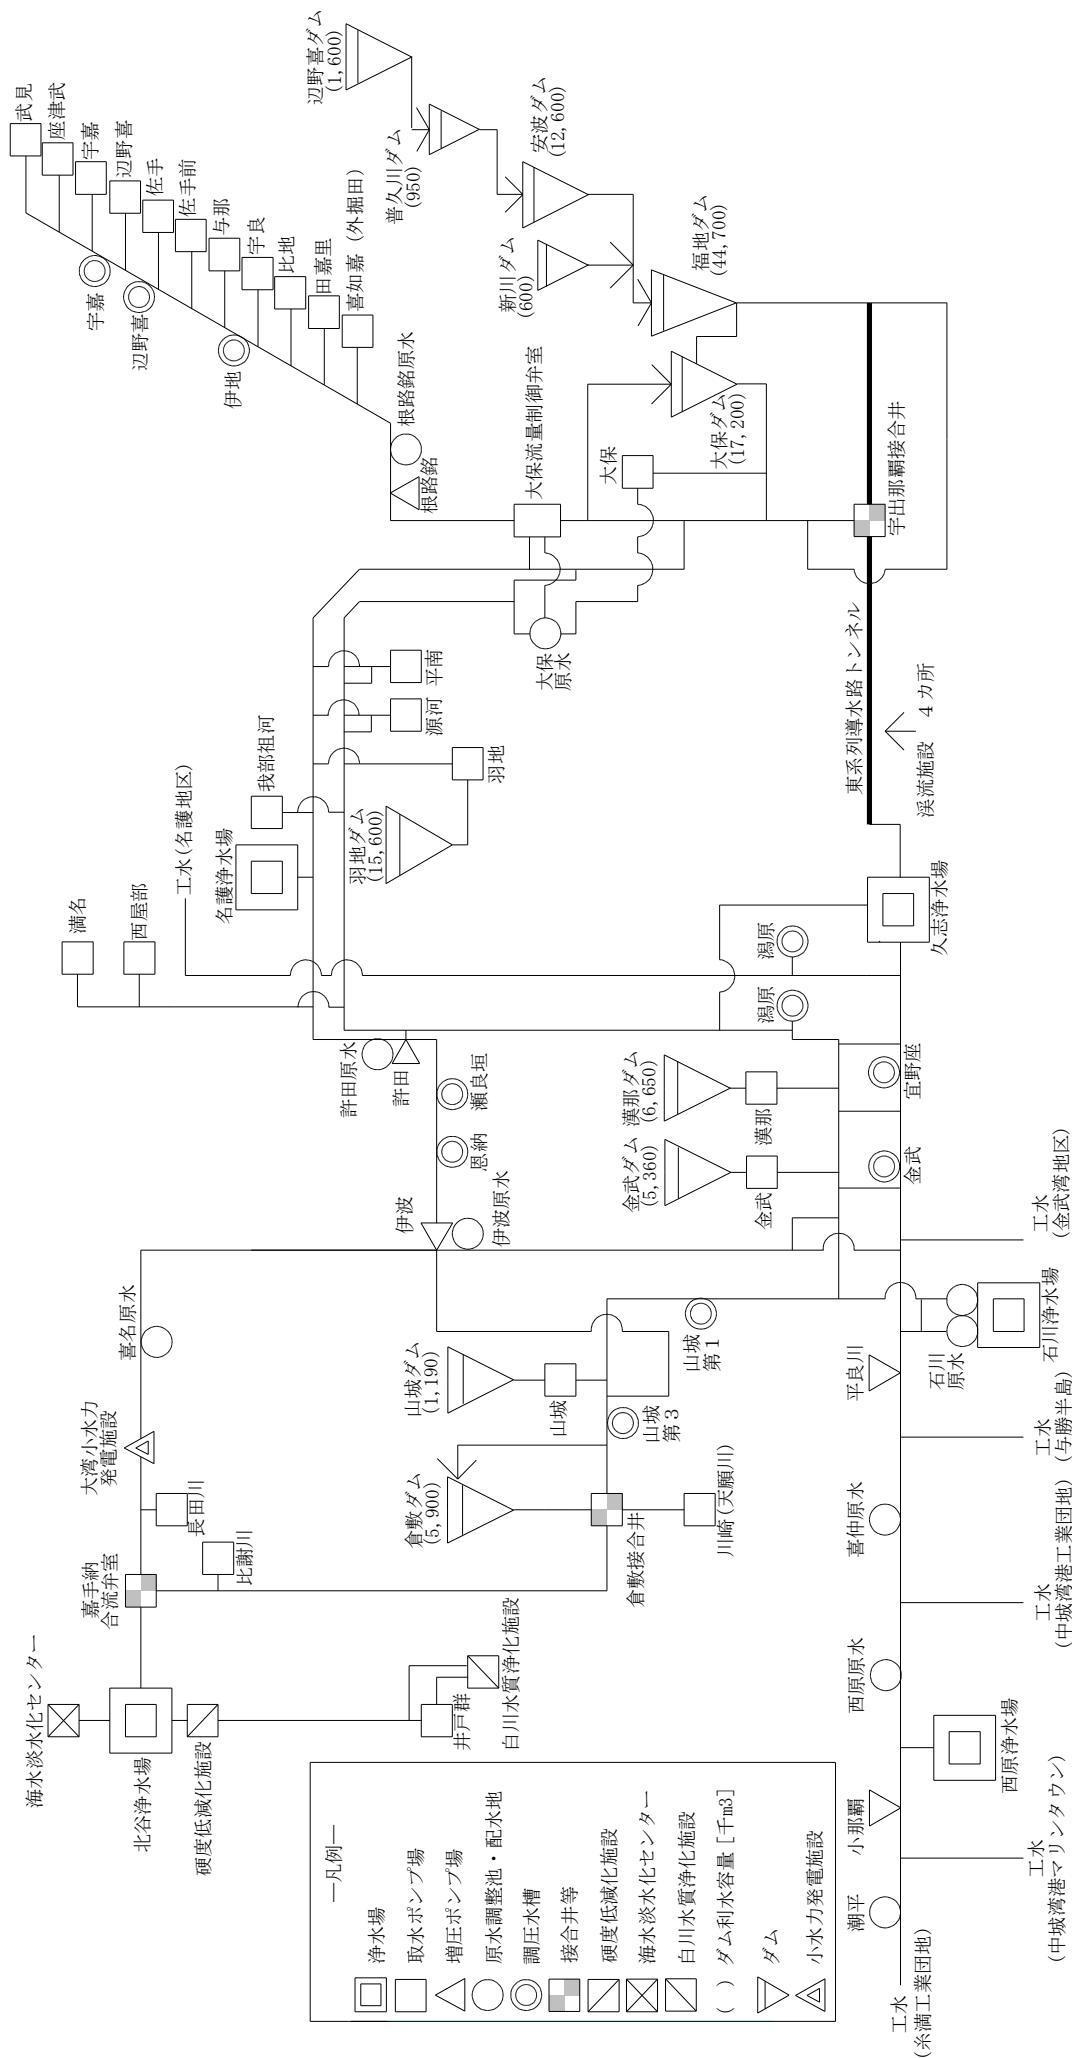 武見
座津武
宇嘉
辺野喜
佐手
佐手前
与那
宇良
比地
田嘉里
喜如嘉（外掘田）
宇嘉
辺野喜
伊地
根路銘原水
根路銘
辺野喜ダム
(1,600)
普久川ダム
(950)
安波ダム
(12,600)
新川ダム
(600)
福地ダム
(44,700)
大保流量制御弁室
大保ダム
(17,200)
大保
宇出那覇接合井
大保
原水
平南
源河
羽地
羽地ダム
(15,600)
我部祖河
名護浄水場
工水(名護地区)
満名
西屋部
東系列導水路トンネル
渓流施設　4カ所
久志浄水場
潟原
潟原
許田原水
許田
瀬良垣
恩納
漢那ダム
(6,650)
漢那
宜野座
金武ダム
(5,360)
金武
金武
伊波
伊波原水
工水
(金武湾地区)
喜名原水
石川浄水場
石川
原水
山城
第１
平良川
山城ダム
(1,190)
山城
山城
第３
工水
(与勝半島)
大湾小水力
発電施設
長田川
倉敷ダム
(5,900)
川崎(天願川)
倉敷接合井
喜仲原水
嘉手納
合流弁室
比謝川
工水
(中城湾港工業団地)
海水淡水化センター
北谷浄水場
硬度低減化施設
井戸群
白川水質浄化施設
西原原水
西原浄水場
小那覇
工水
(中城湾港マリンタウン)
潮平
工水
(糸満工業団地)
―凡例―
浄水場
取水ポンプ場
増圧ポンプ場
原水調整池・配水地
調圧水槽
接合井等
硬度低減化施設
海水淡水化センター
白川水質浄化施設
( ) ダム利水容量［千m3］
ダム
小水力発電施設